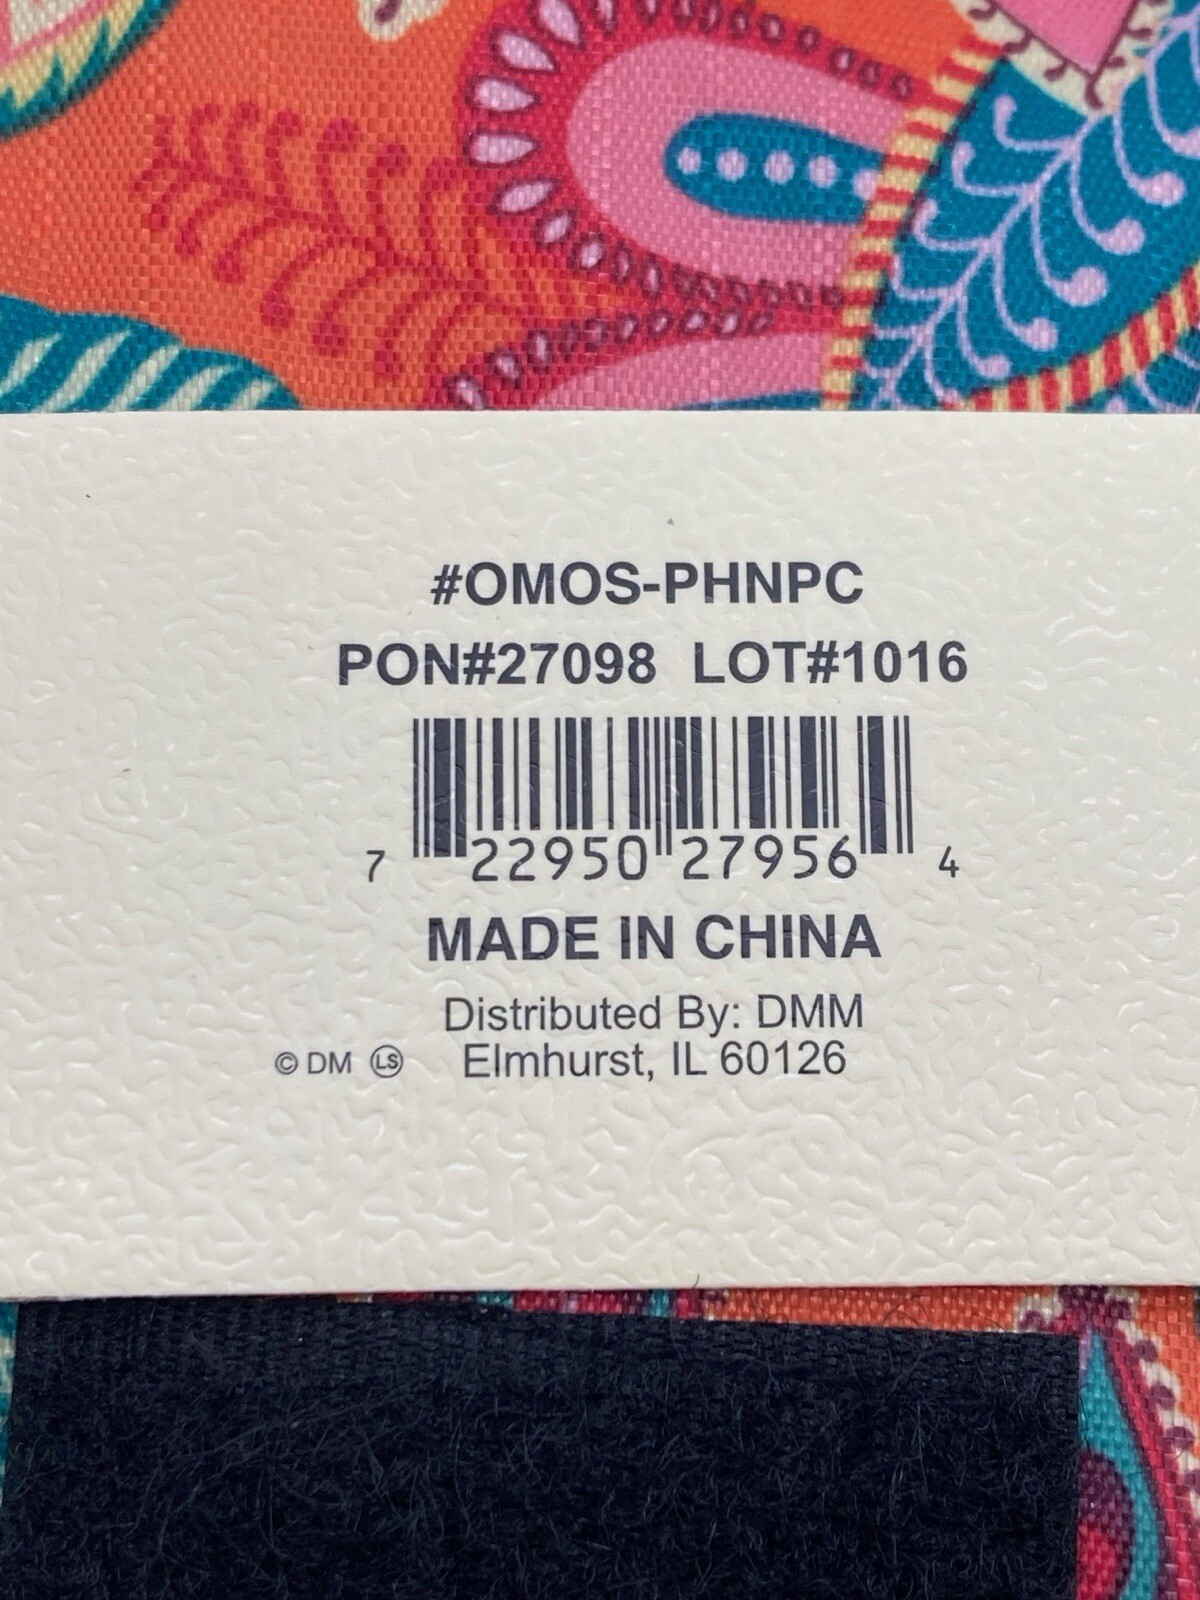 #OMOS-PHNPC
PON#27098 LOT#1016
7 22950 27956 4
MADE IN CHINA
Distributed By: DMM
© DM LS Elmhurst, IL 60126